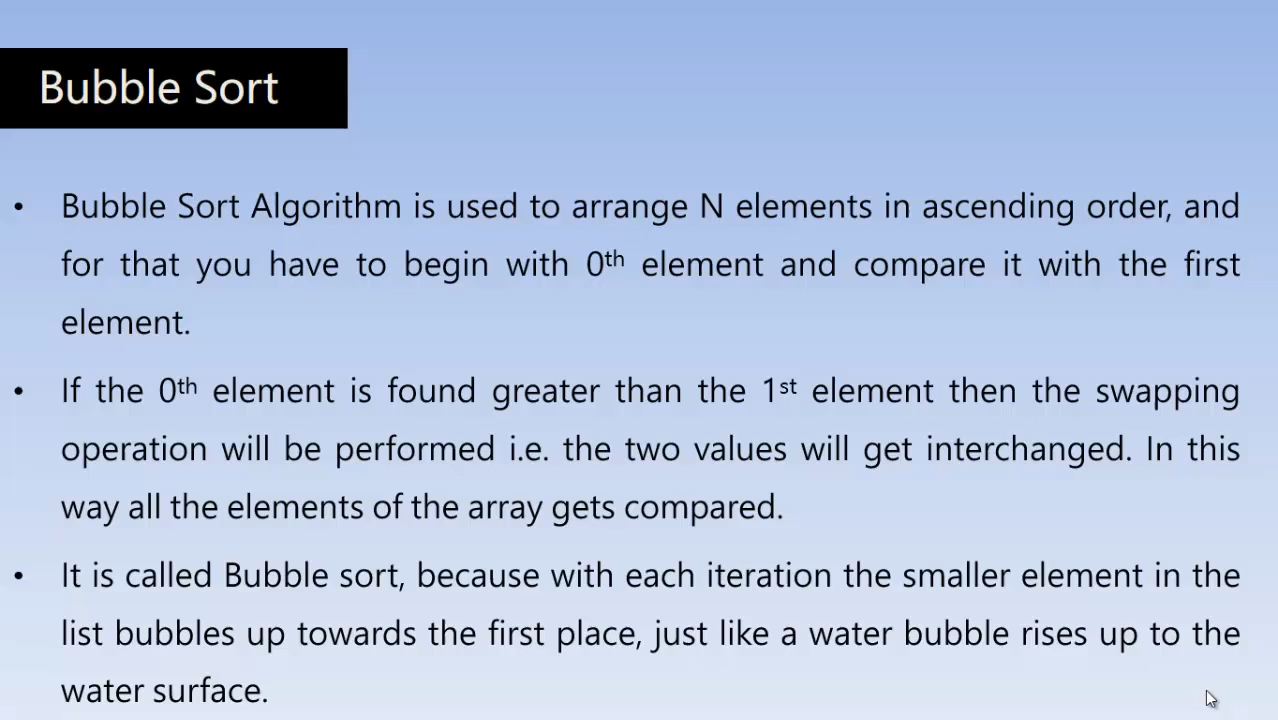 Bubble Sort
• Bubble Sort Algorithm is used to arrange N elements in ascending order, and
for that you have to begin with 0th element and compare it with the first
element.
• If the 0th element is found greater than the 1st element then the swapping
operation will be performed i.e. the two values will get interchanged. In this
way all the elements of the array gets compared.
• It is called Bubble sort, because with each iteration the smaller element in the
list bubbles up towards the first place, just like a water bubble rises up to the
water surface.